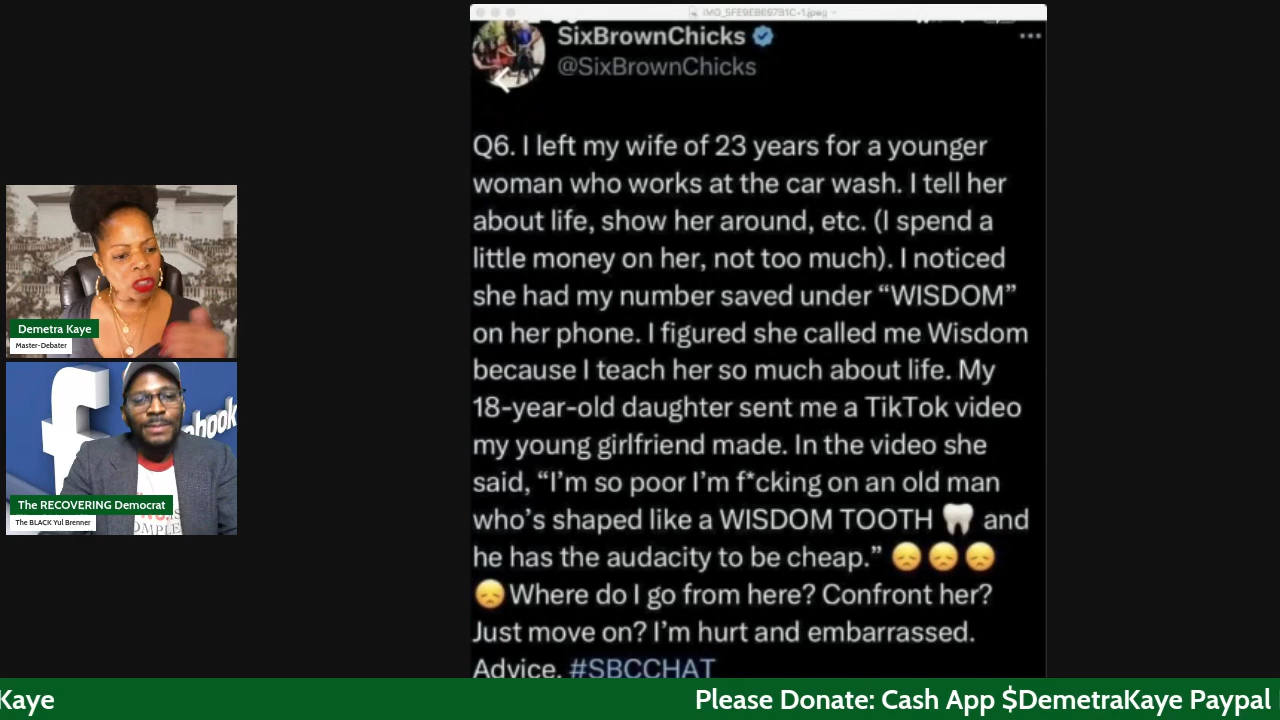 IMG_5FE9EB69781C-1.jpeg
SixBrownChicks
@SixBrownChicks
Q6. I left my wife of 23 years for a younger
woman who works at the car wash. I tell her
about life, show her around, etc. (I spend a
little money on her, not too much). I noticed
she had my number saved under “WISDOM”
on her phone. I figured she called me Wisdom
because I teach her so much about life. My
18-year-old daughter sent me a TikTok video
my young girlfriend made. In the video she
said, “I’m so poor I’m f*cking on an old man
who’s shaped like a WISDOM TOOTH 🦷 and
he has the audacity to be cheap.” 😞😞😞
😞Where do I go from here? Confront her?
Just move on? I’m hurt and embarrassed.
Advice. #SBCCHAT
Demetra Kaye
Master-Debater
The RECOVERING Democrat
The BLACK Yul Brenner
Kaye
Please Donate: Cash App $DemetraKaye Paypal